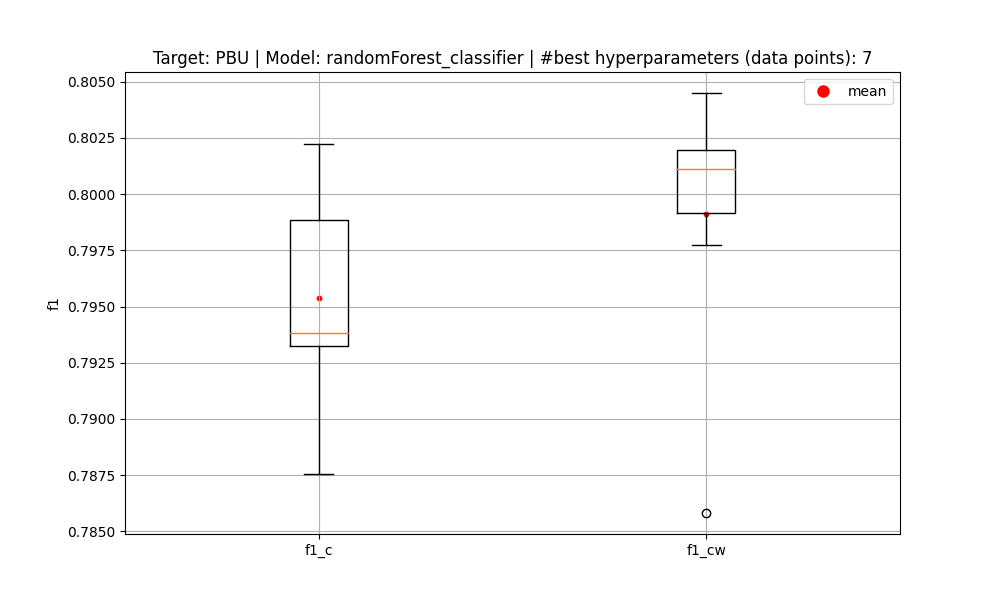 Target: PBU | Model: randomForest_classifier | #best hyperparameters (data points): 7
mean
0.8050
0.8025
0.8000
0.7975
0.7950
0.7925
0.7900
0.7875
0.7850
f1
f1_c
f1_cw